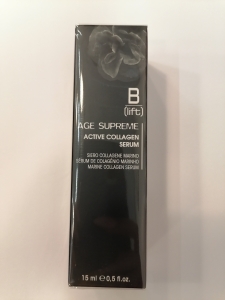 B
(lift)
AGE SUPREME
ACTIVE COLLAGEN
SERUM
SIERO COLLAGENE MARINO
SÉRUM DE COLAGÉNIO MARINHO
MARINE COLLAGEN SERUM
15 ml ℮ 0,5 fl.oz.